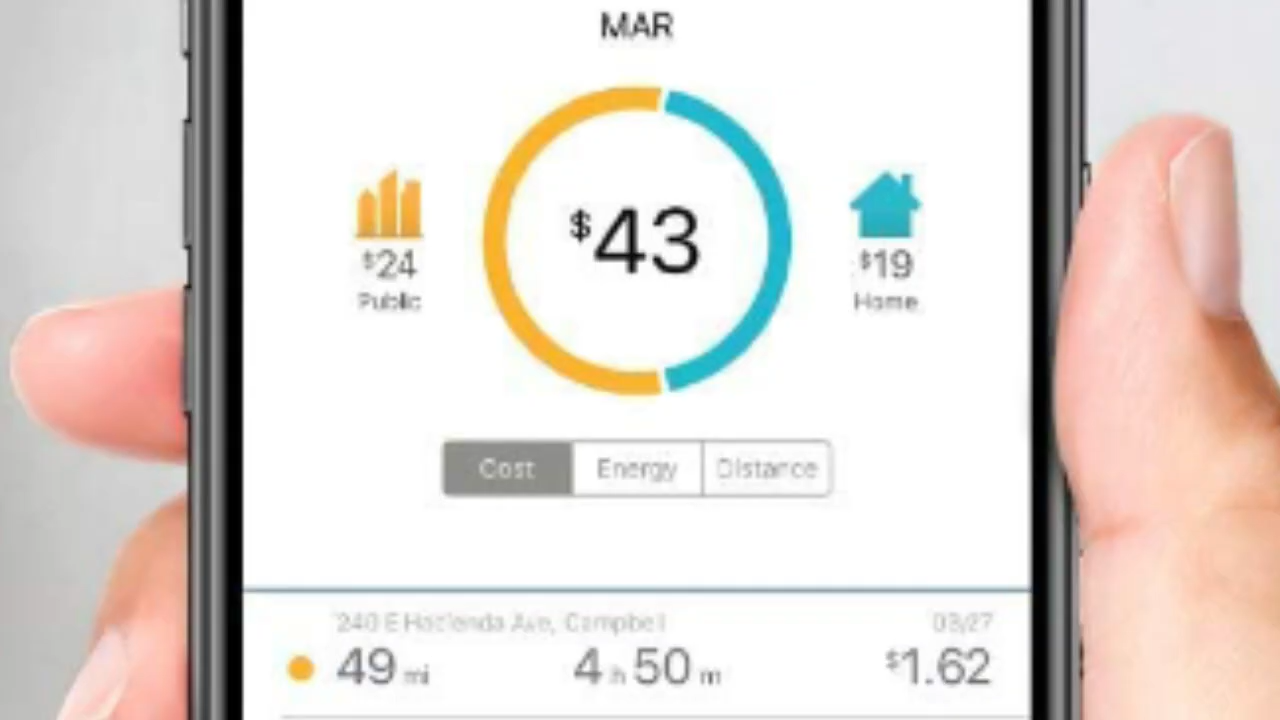 MAR
$43
$24
Public
$19
Home
Cost Energy Distance
240 E Hacienda Ave, Campbell 03/27
49 mi 4 h 50 m $1.62